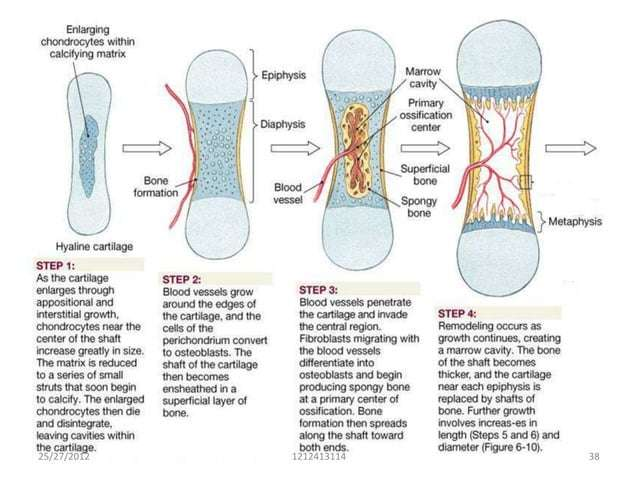 Enlarging
chondrocytes within
calcifying matrix
Epiphysis
Diaphysis
Marrow
cavity
Primary
ossification
center
Bone
formation
Blood
vessel
Superficial
bone
Spongy
bone
Metaphysis
Hyaline cartilage
STEP 1:
As the cartilage
enlarges through
appositional and
interstitial growth,
chondrocytes near the
center of the shaft
increase greatly in size.
The matrix is reduced
to a series of small
struts that soon begin
to calcify. The enlarged
chondrocytes then die
and disintegrate,
leaving cavities within
the cartilage.
STEP 2:
Blood vessels grow
around the edges of
the cartilage, and the
cells of the
perichondrium convert
to osteoblasts. The
shaft of the cartilage
then becomes
ensheathed in a
superficial layer of
bone.
STEP 3:
Blood vessels penetrate
the cartilage and invade
the central region.
Fibroblasts migrating with
the blood vessels
differentiate into
osteoblasts and begin
producing spongy bone
at a primary center of
ossification. Bone
formation then spreads
along the shaft toward
both ends.
STEP 4:
Remodeling occurs as
growth continues, creating
a marrow cavity. The bone
of the shaft becomes
thicker, and the cartilage
near each epiphysis is
replaced by shafts of
bone. Further growth
involves increas-es in
length (Steps 5 and 6) and
diameter (Figure 6-10).
25/27/2012
1212413114
38